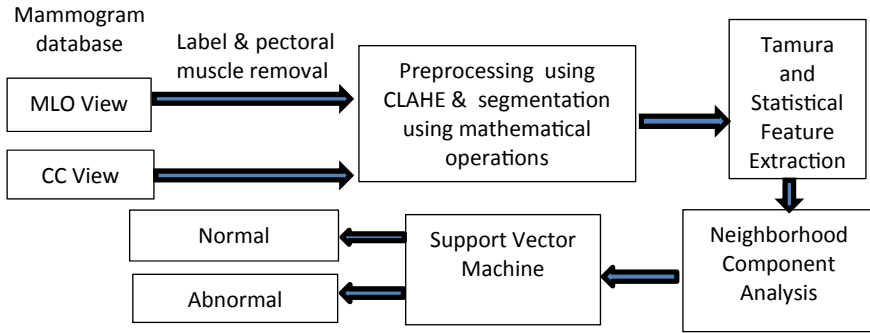 Mammogram
database
MLO View
CC View
Label & pectoral
muscle removal
Preprocessing using
CLAHE & segmentation
using mathematical
operations
Tamura
and
Statistical
Feature
Extraction
Neighborhood
Component
Analysis
Support Vector
Machine
Normal
Abnormal